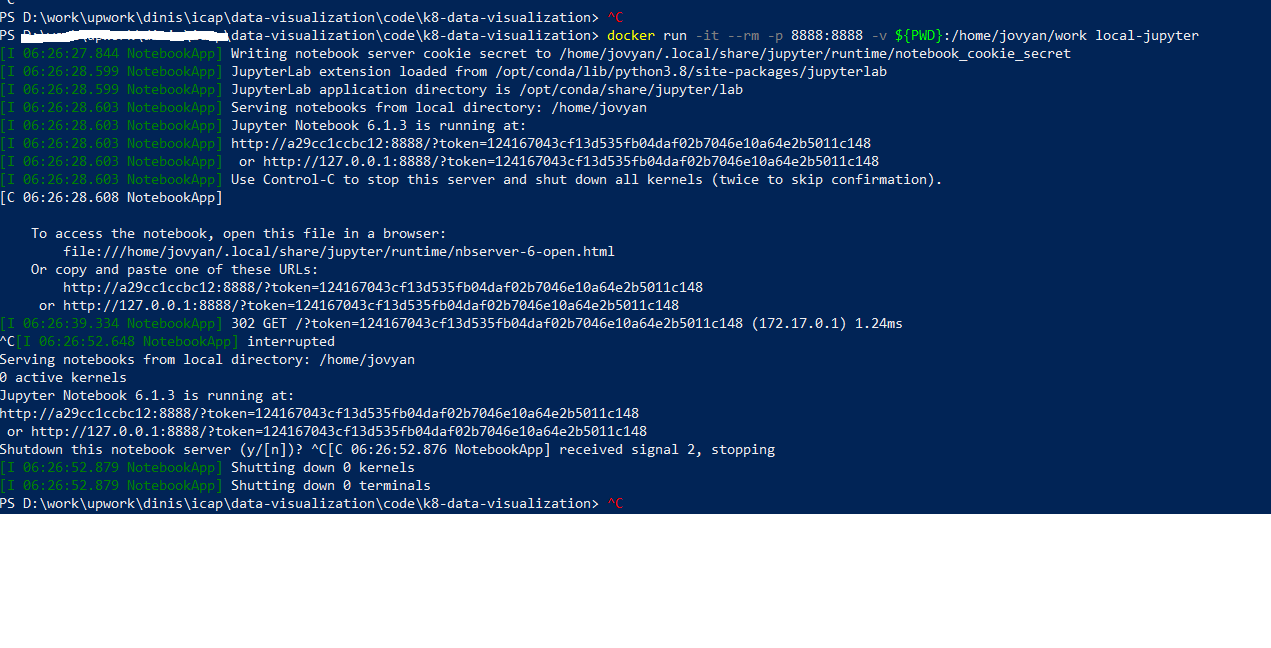 PS D:\work\upwork\dinis\icap\data-visualization\code\k8-data-visualization> ^C
PS \data-visualization\code\k8-data-visualization> docker run -it --rm -p 8888:8888 -v ${PWD}:/home/jovyan/work local-jupyter
[I 06:26:27.844 NotebookApp] Writing notebook server cookie secret to /home/jovyan/.local/share/jupyter/runtime/notebook_cookie_secret
[I 06:26:28.599 NotebookApp] JupyterLab extension loaded from /opt/conda/lib/python3.8/site-packages/jupyterlab
[I 06:26:28.599 NotebookApp] JupyterLab application directory is /opt/conda/share/jupyter/lab
[I 06:26:28.603 NotebookApp] Serving notebooks from local directory: /home/jovyan
[I 06:26:28.603 NotebookApp] Jupyter Notebook 6.1.3 is running at:
[I 06:26:28.603 NotebookApp] http://a29cc1ccbc12:8888/?token=124167043cf13d535fb04daf02b7046e10a64e2b5011c148
[I 06:26:28.603 NotebookApp]  or http://127.0.0.1:8888/?token=124167043cf13d535fb04daf02b7046e10a64e2b5011c148
[I 06:26:28.603 NotebookApp] Use Control-C to stop this server and shut down all kernels (twice to skip confirmation).
[C 06:26:28.608 NotebookApp]
To access the notebook, open this file in a browser:
file:///home/jovyan/.local/share/jupyter/runtime/nbserver-6-open.html
Or copy and paste one of these URLs:
http://a29cc1ccbc12:8888/?token=124167043cf13d535fb04daf02b7046e10a64e2b5011c148
or http://127.0.0.1:8888/?token=124167043cf13d535fb04daf02b7046e10a64e2b5011c148
[I 06:26:39.334 NotebookApp] 302 GET /?token=124167043cf13d535fb04daf02b7046e10a64e2b5011c148 (172.17.0.1) 1.24ms
^C[I 06:26:52.648 NotebookApp] interrupted
Serving notebooks from local directory: /home/jovyan
0 active kernels
Jupyter Notebook 6.1.3 is running at:
http://a29cc1ccbc12:8888/?token=124167043cf13d535fb04daf02b7046e10a64e2b5011c148
or http://127.0.0.1:8888/?token=124167043cf13d535fb04daf02b7046e10a64e2b5011c148
Shutdown this notebook server (y/[n])? ^C[C 06:26:52.876 NotebookApp] received signal 2, stopping
[I 06:26:52.879 NotebookApp] Shutting down 0 kernels
[I 06:26:52.879 NotebookApp] Shutting down 0 terminals
PS D:\work\upwork\dinis\icap\data-visualization\code\k8-data-visualization> ^C